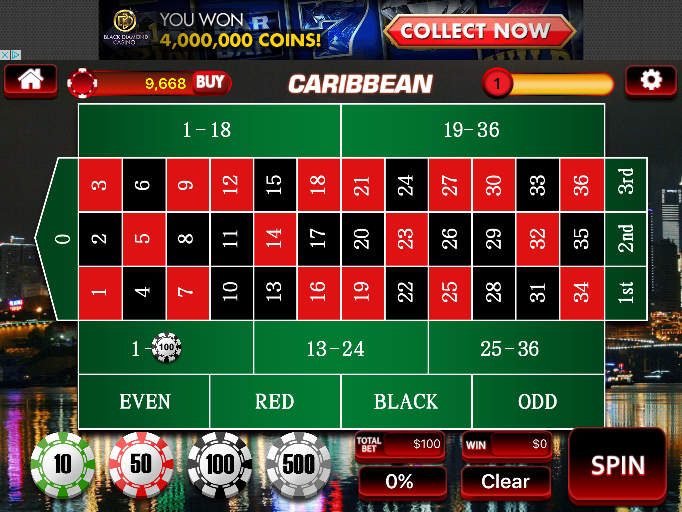 YOU WON
4,000,000 COINS!
BLACK DIAMOND
CASINO
COLLECT NOW
9,668 BUY
CARIBBEAN
1
1-18 19-36
3 6 9 12 15 18 21 24 27 30 33 36 3rd
0 2 5 8 11 14 17 20 23 26 29 32 35 2nd
1 4 7 10 13 16 19 22 25 28 31 34 1st
1- 100 13-24 25-36
EVEN RED BLACK ODD
10 50 100 500
TOTAL
BET $100
WIN $0
0% Clear
SPIN